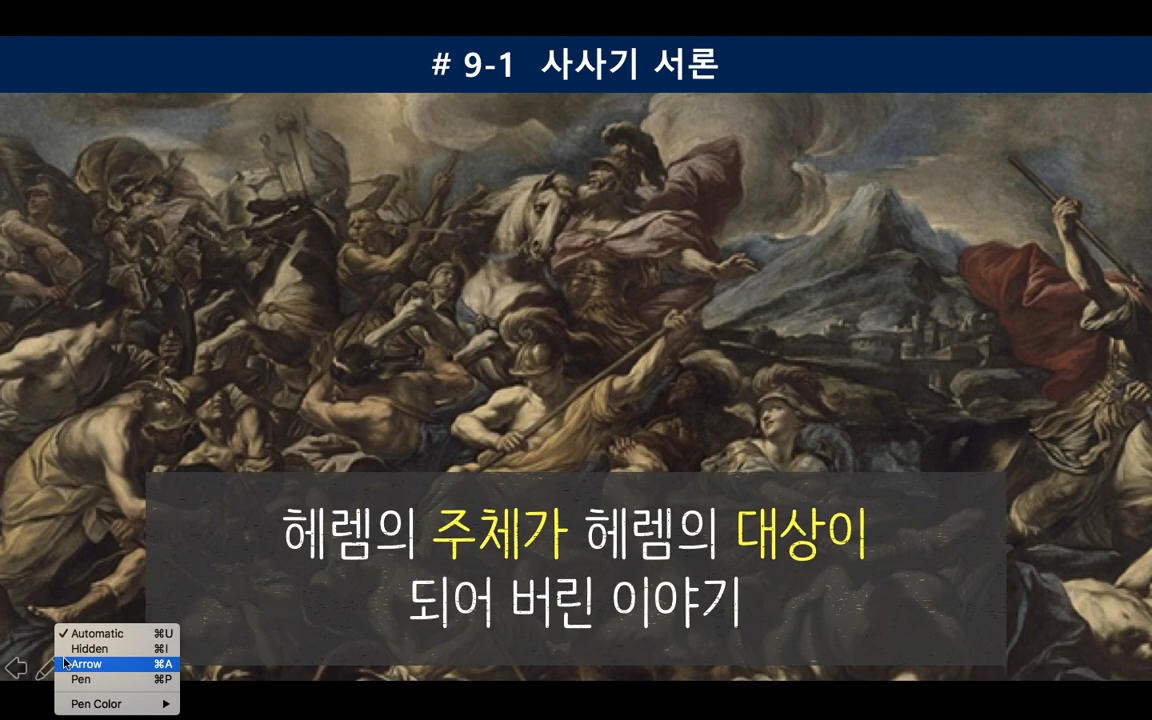 # 9-1 사사기 서론
헤렘의 주체가 헤렘의 대상이
되어 버린 이야기
✓ Automatic ⌘U
Hidden ⌘I
Arrow ⌘A
Pen ⌘P
Pen Color ▶